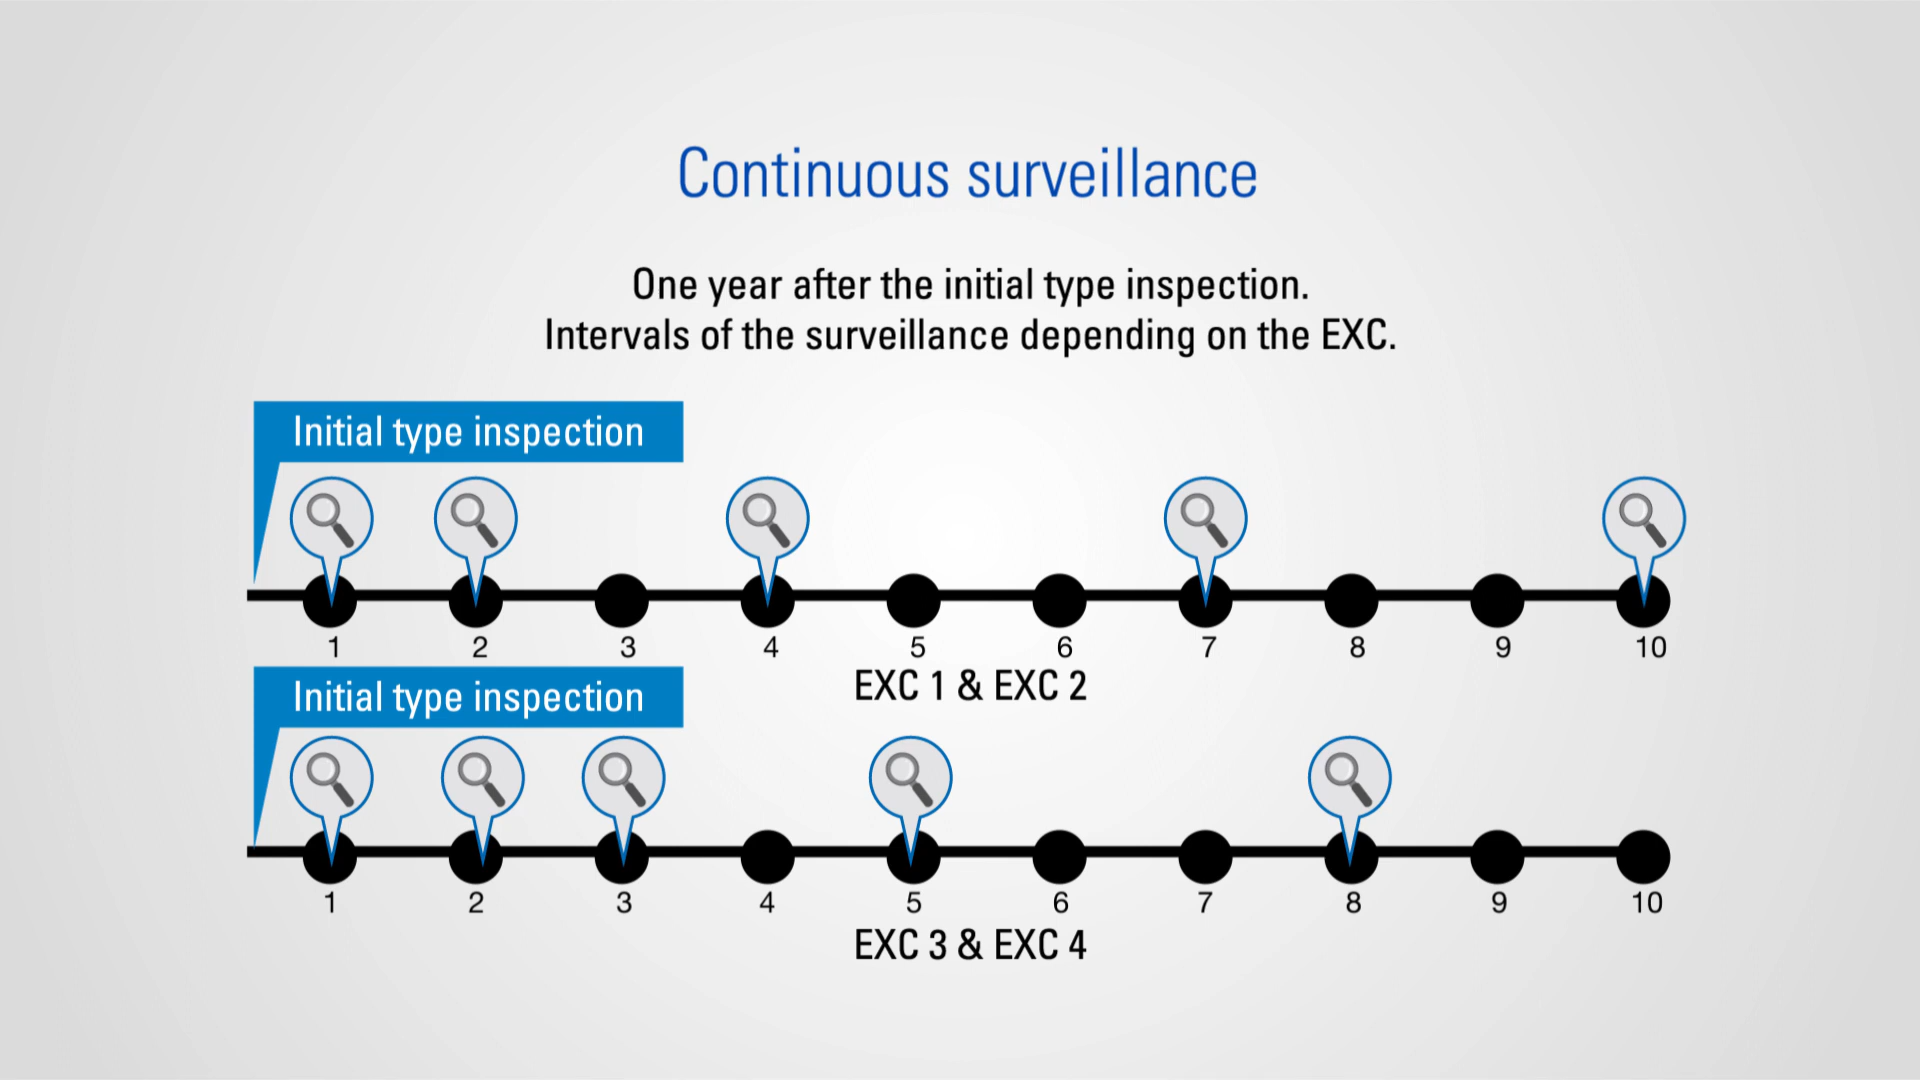 Continuous surveillance
One year after the initial type inspection.
Intervals of the surveillance depending on the EXC.
Initial type inspection
1 2 3 4 5 6 7 8 9 10
EXC 1 & EXC 2
Initial type inspection
1 2 3 4 5 6 7 8 9 10
EXC 3 & EXC 4